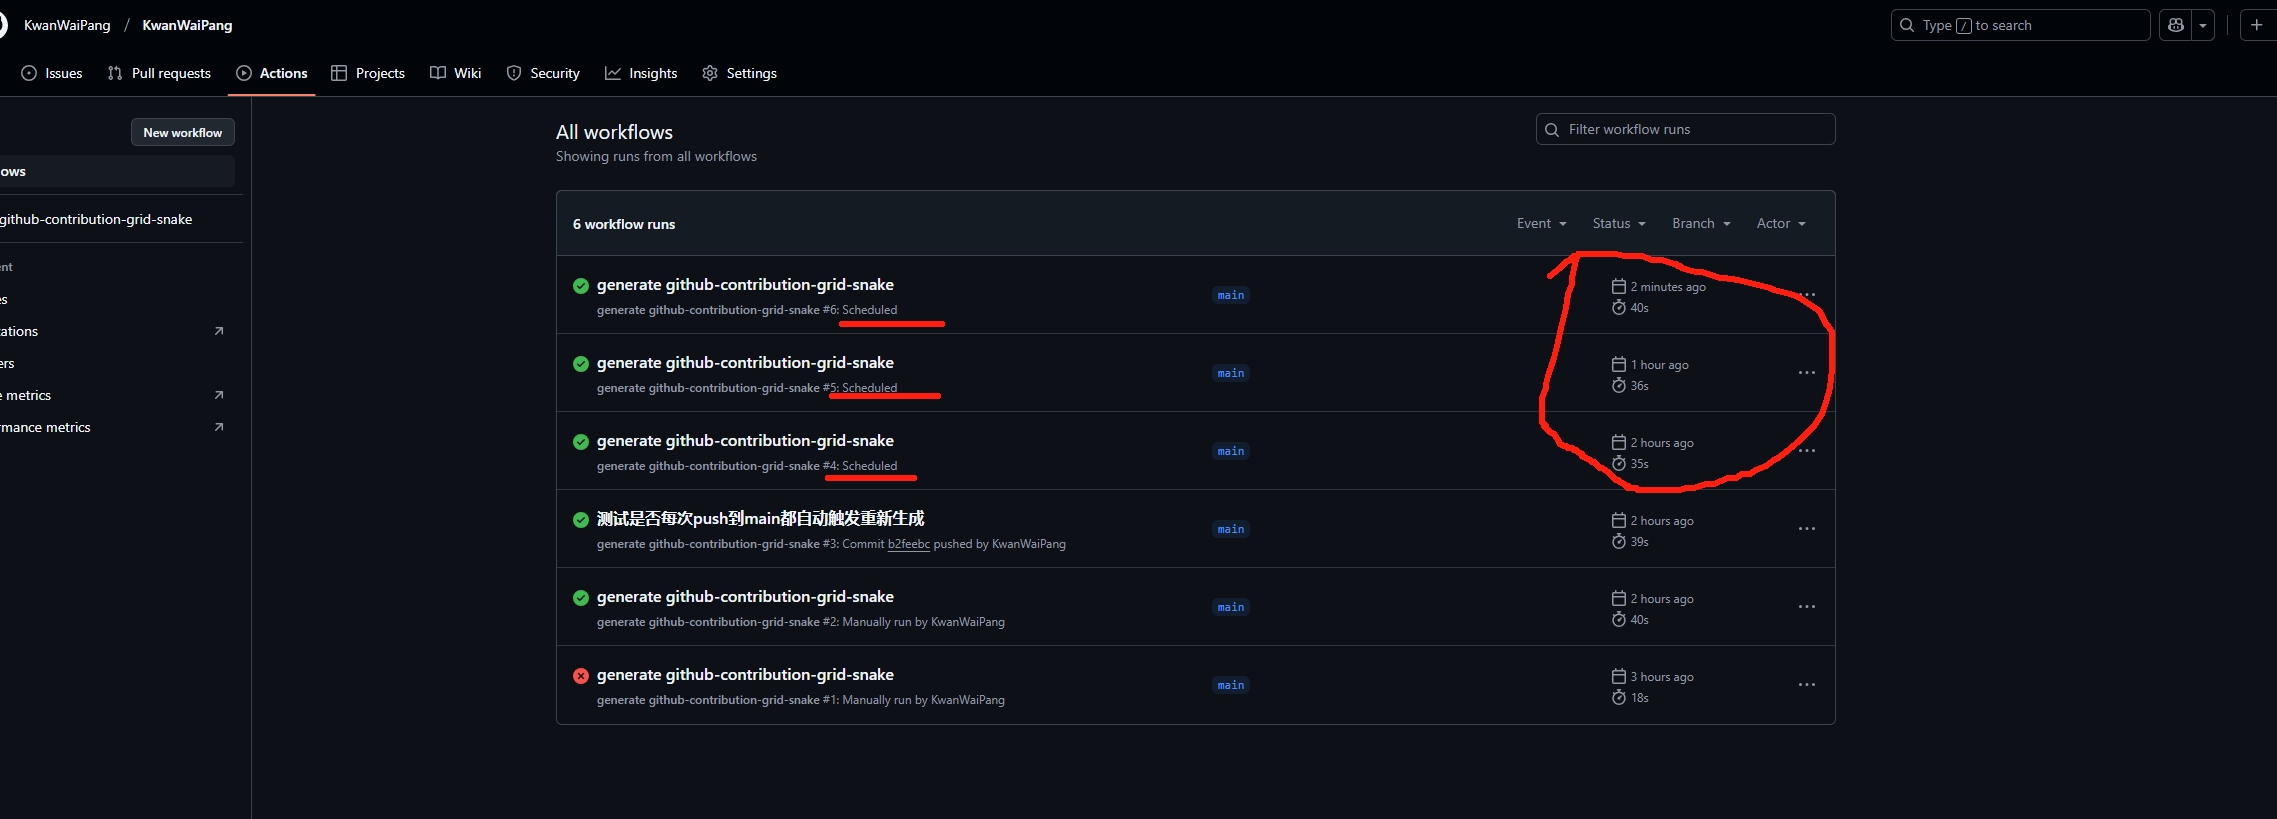 KwanWaiPang / KwanWaiPang
Type / to search
Issues Pull requests Actions Projects Wiki Security Insights Settings
New workflow
ows
github-contribution-grid-snake
nt
s
ations
ers
e metrics
rmance metrics
All workflows
Showing runs from all workflows
Filter workflow runs
6 workflow runs
Event Status Branch Actor
generate github-contribution-grid-snake
generate github-contribution-grid-snake #6: Scheduled
main
2 minutes ago
40s
generate github-contribution-grid-snake
generate github-contribution-grid-snake #5: Scheduled
main
1 hour ago
36s
generate github-contribution-grid-snake
generate github-contribution-grid-snake #4: Scheduled
main
2 hours ago
35s
测试是否每次push到main都自动触发重新生成
generate github-contribution-grid-snake #3: Commit b2feebc pushed by KwanWaiPang
main
2 hours ago
39s
generate github-contribution-grid-snake
generate github-contribution-grid-snake #2: Manually run by KwanWaiPang
main
2 hours ago
40s
generate github-contribution-grid-snake
generate github-contribution-grid-snake #1: Manually run by KwanWaiPang
main
3 hours ago
18s